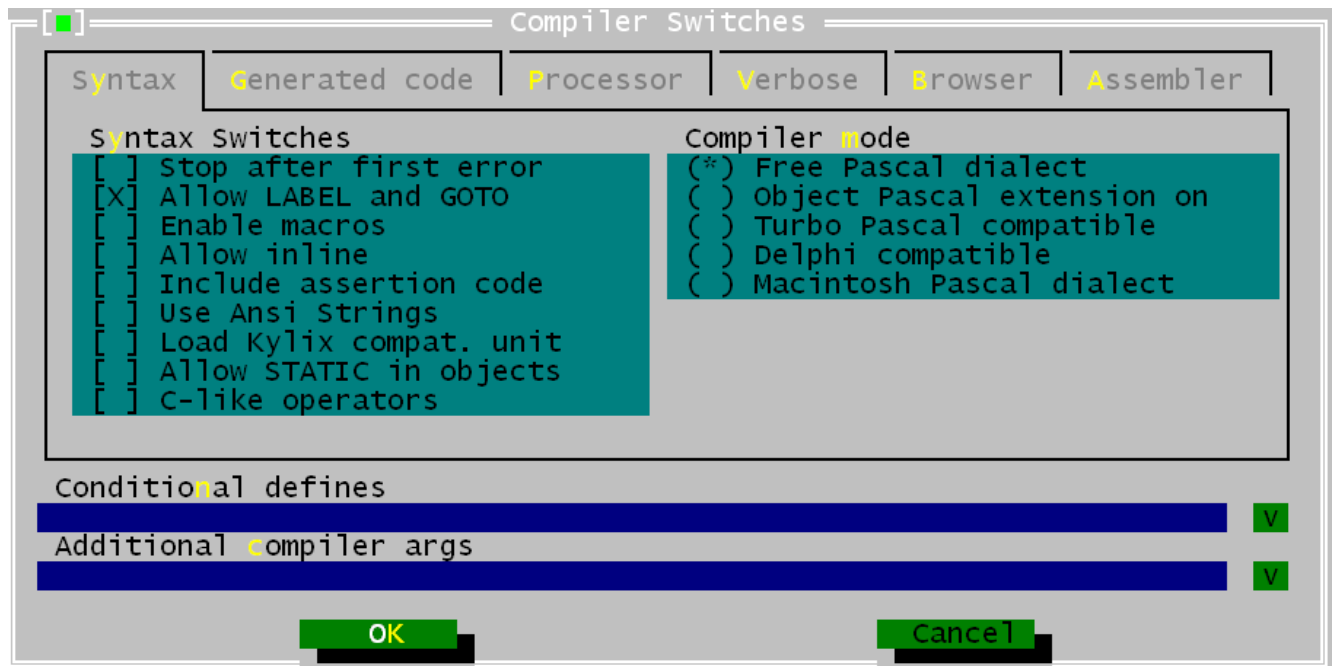 [■] Compiler Switches
Syntax Generated code Processor Verbose Browser Assembler
Syntax Switches
[ ] Stop after first error
[X] Allow LABEL and GOTO
[ ] Enable macros
[ ] Allow inline
[ ] Include assertion code
[ ] Use Ansi Strings
[ ] Load Kylix compat. unit
[ ] Allow STATIC in objects
[ ] C-like operators
Compiler mode
(*) Free Pascal dialect
( ) Object Pascal extension on
( ) Turbo Pascal compatible
( ) Delphi compatible
( ) Macintosh Pascal dialect
Conditional defines
V
Additional compiler args
V
OK Cancel